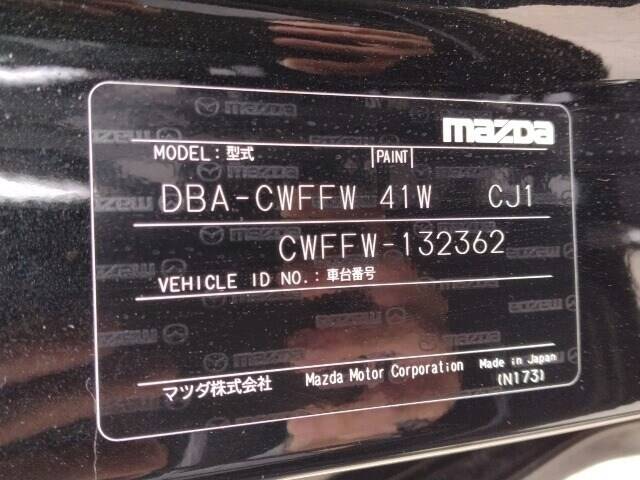 mazda
MODEL：型式 PAINT
DBA-CWFFW 41W CJ1
CWFFW-132362
VEHICLE ID NO.：車台番号
マツダ株式会社 Mazda Motor Corporation Made in Japan
(N173)